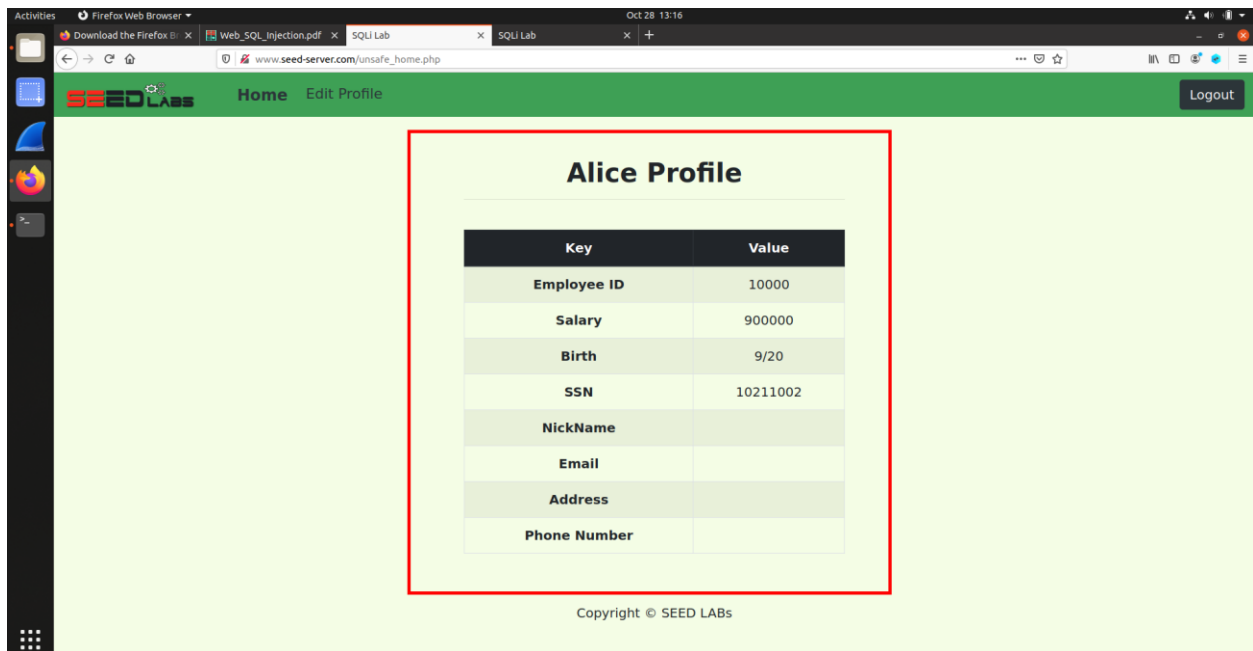 Activities Firefox Web Browser Oct 28 13:16
Download the Firefox Br Web_SQL_Injection.pdf SQLi Lab SQLi Lab
www.seed-server.com/unsafe_home.php
SEED LABS Home Edit Profile Logout
Alice Profile
Key Value
Employee ID 10000
Salary 900000
Birth 9/20
SSN 10211002
NickName
Email
Address
Phone Number
Copyright © SEED LABs